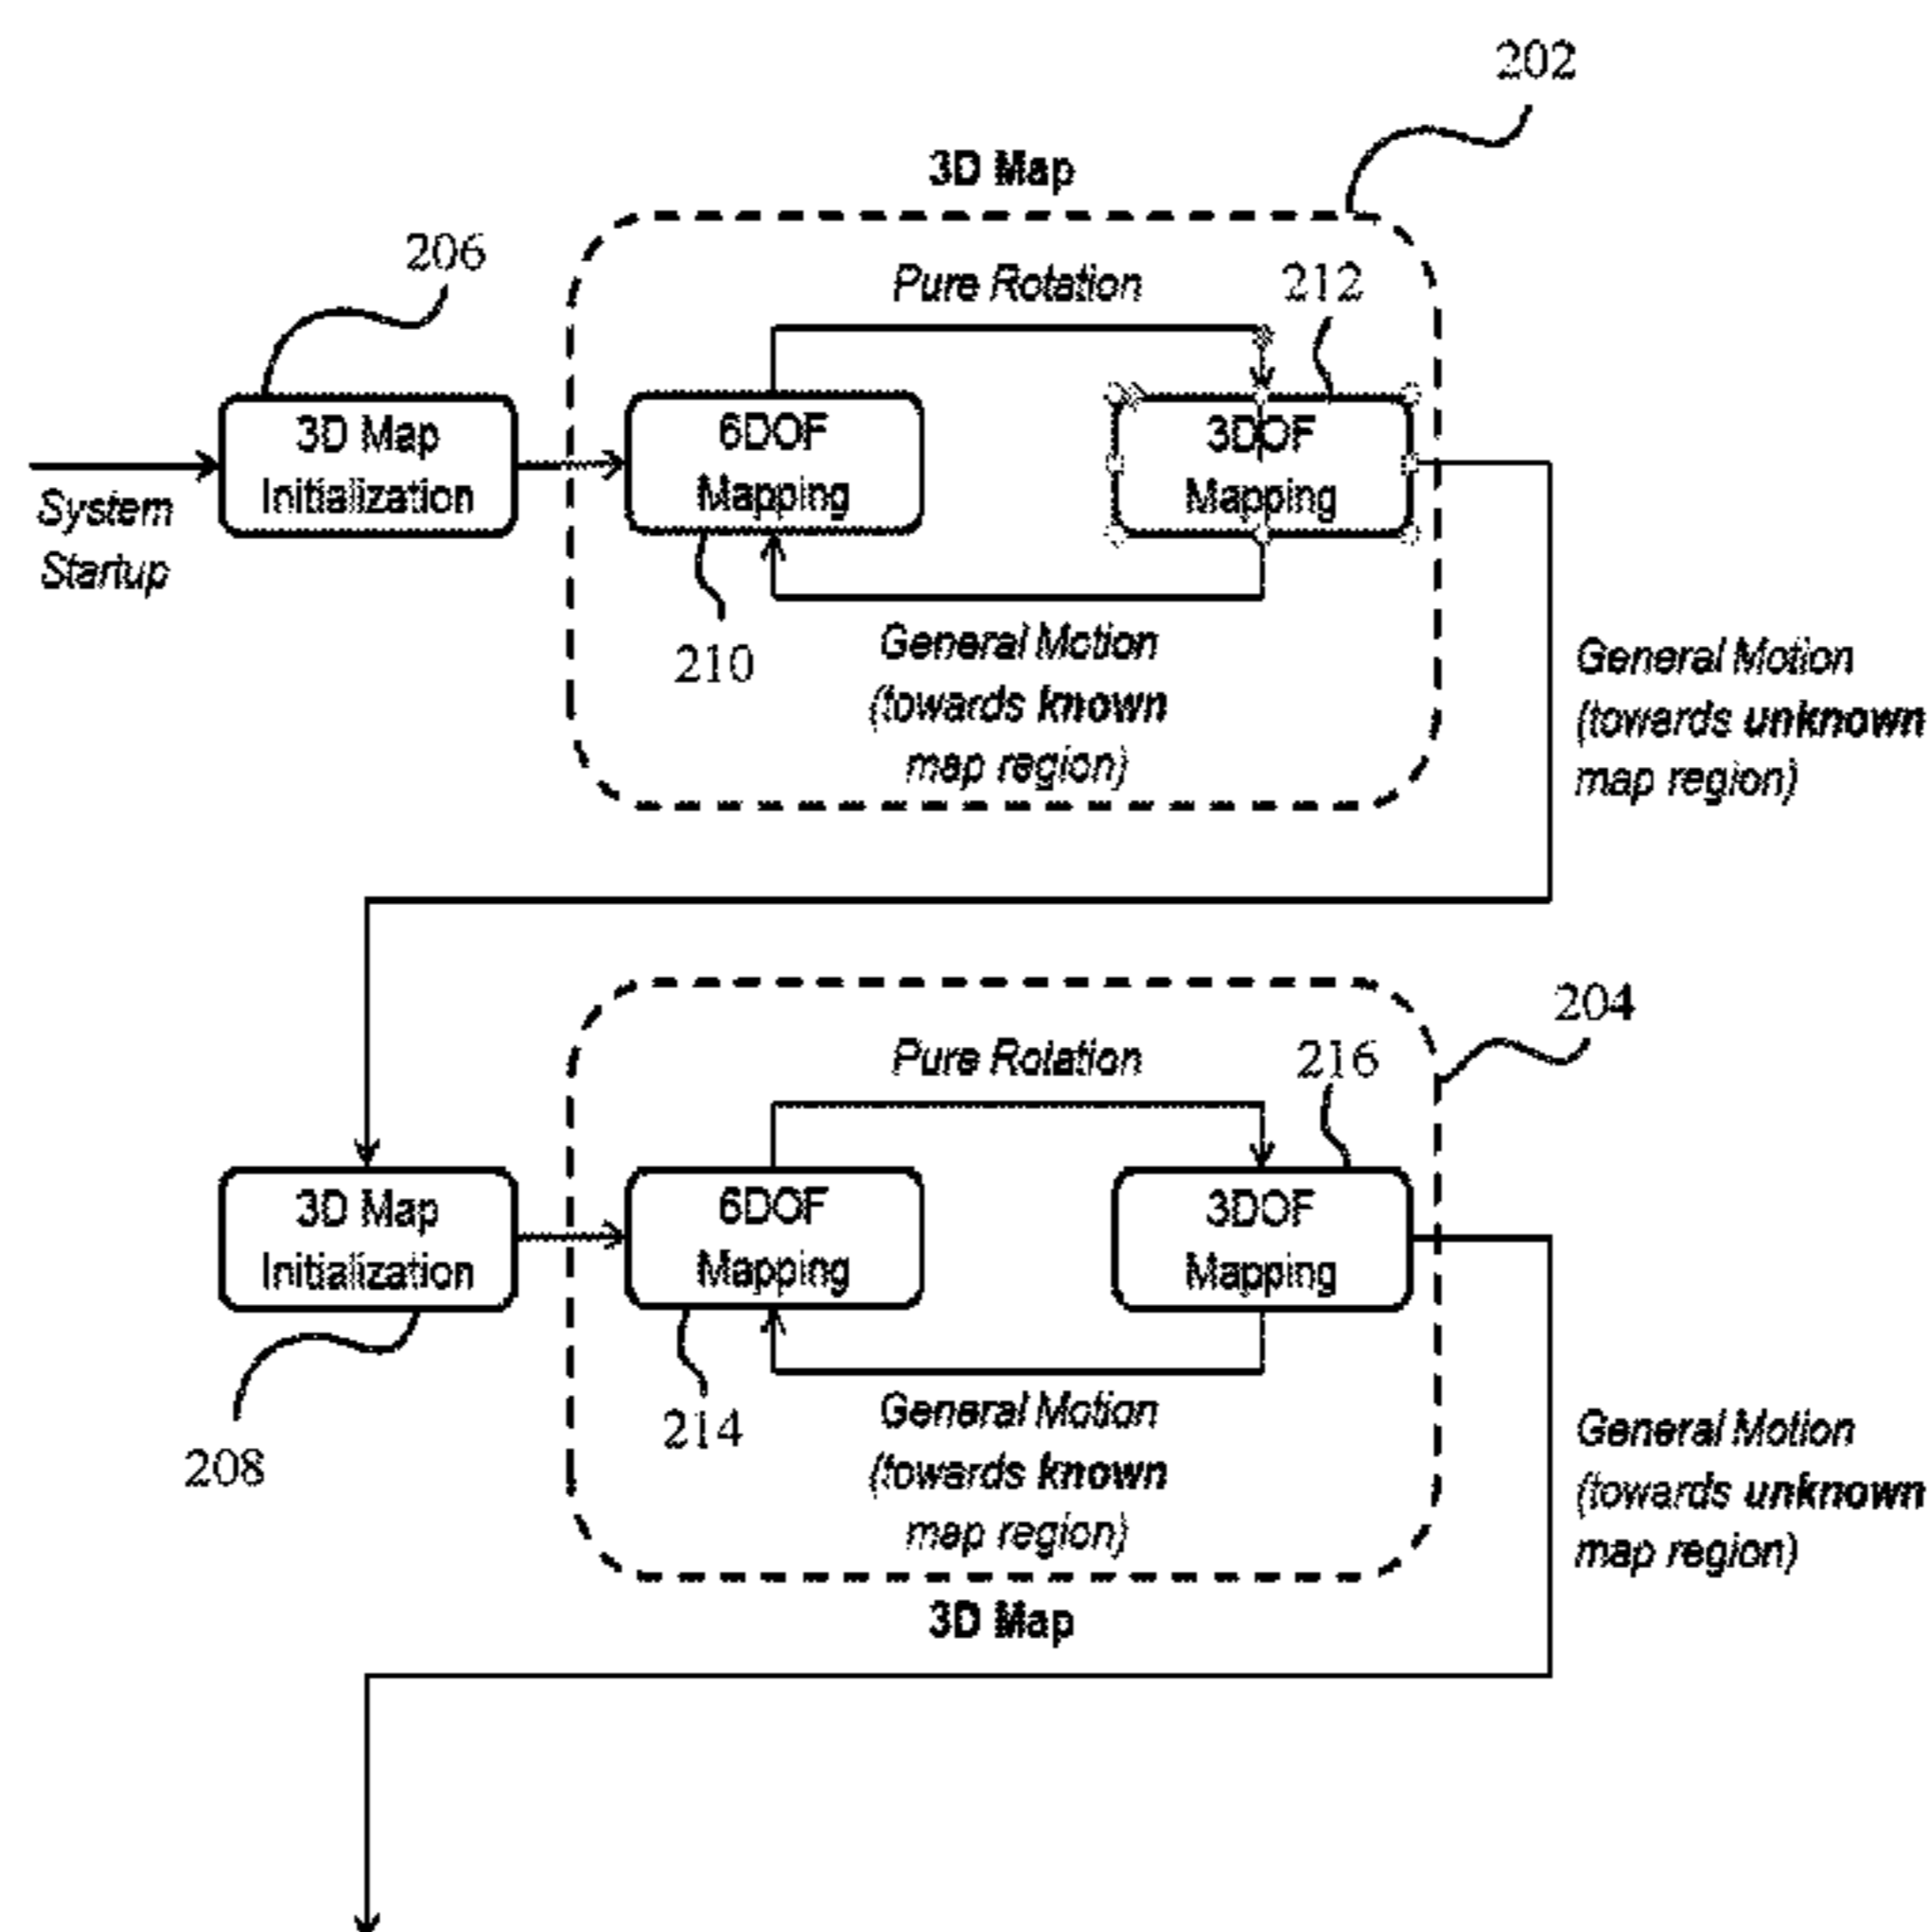 202
3D Map
206
Pure Rotation
212
3D Map
Initialization
6DOF
Mapping
3DOF
Mapping
System
Startup
210
General Motion
(towards known
map region)
General Motion
(towards unknown
map region)
204
Pure Rotation
216
3D Map
Initialization
6DOF
Mapping
3DOF
Mapping
208
214
General Motion
(towards known
map region)
General Motion
(towards unknown
map region)
3D Map